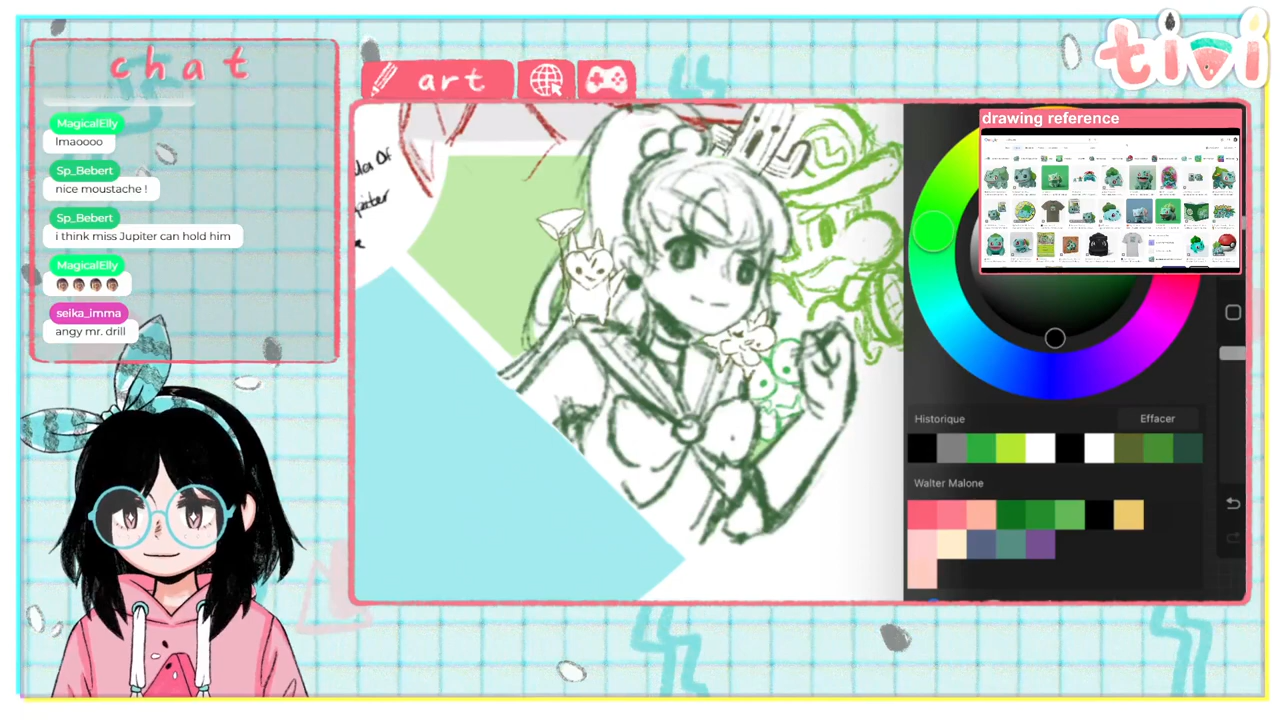 chat
MagicalElly
lmaoooo
Sp_Bebert
nice moustache !
Sp_Bebert
i think miss Jupiter can hold him
MagicalElly
seika_imma
angy mr. drill
art
Of
L
drawing reference
tivi
Historique
Effacer
Walter Malone